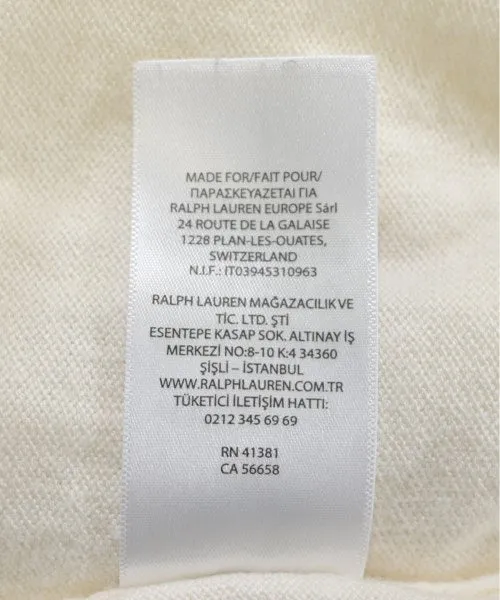 MADE FOR/FAIT POUR/
ΠΑΡΑΣΚΕΥΑΖΕΤΑΙ ΓΙΑ
RALPH LAUREN EUROPE Sárl
24 ROUTE DE LA GALAISE
1228 PLAN-LES-OUATES,
SWITZERLAND
N.I.F.: IT03945310963
RALPH LAUREN MAĞAZACILIK VE
TİC. LTD. ŞTİ
ESENTEPE KASAP SOK. ALTINAY İŞ
MERKEZİ NO:8-10 K:4 34360
ŞİŞLİ – İSTANBUL
WWW.RALPHLAUREN.COM.TR
TÜKETİCİ İLETİŞİM HATTI:
0212 345 69 69
RN 41381
CA 56658